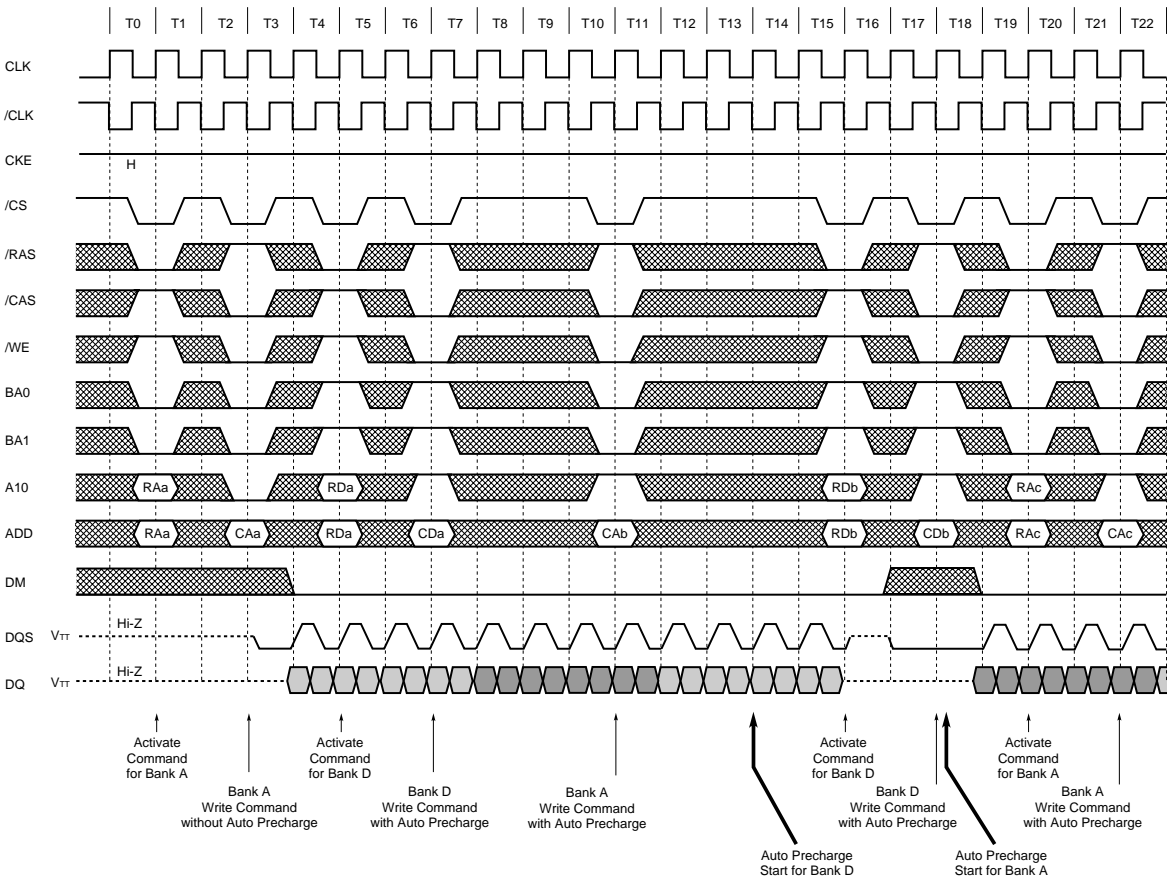 T0 T1 T2 T3 T4 T5 T6 T7 T8 T9 T10 T11 T12 T13 T14 T15 T16 T17 T18 T19 T20 T21 T22
CLK
/CLK
CKE
H
/CS
/RAS
/CAS
/WE
BA0
BA1
A10 RAa RDa RDb RAc
ADD RAa CAa RDa CDa CAb RDb CDb RAc CAc
DM
Hi-Z
DQS VTT
Hi-Z
DQ VTT
Activate
Command
for Bank A
Bank A
Write Command
without Auto Precharge
Activate
Command
for Bank D
Bank D
Write Command
with Auto Precharge
Bank A
Write Command
with Auto Precharge
Auto Precharge
Start for Bank D
Activate
Command
for Bank D
Bank D
Write Command
with Auto Precharge
Auto Precharge
Start for Bank A
Activate
Command
for Bank A
Bank A
Write Command
with Auto Precharge